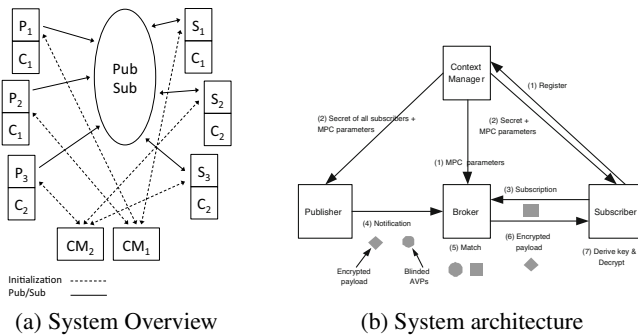 P1
C1
P2
C1
P3
C2
Pub
Sub
S1
C1
S2
C2
S3
C2
CM2
CM1
Initialization
Pub/Sub
(a) System Overview
Context
Manager
(1) Register
(2) Secret of all subscribers +
MPC parameters
(2) Secret +
MPC parameters
(1) MPC parameters
Publisher
Broker
Subscriber
(3) Subscription
(4) Notification
(5) Match
(6) Encrypted
payload
(7) Derive key &
Decrypt
Encrypted
payload
Blinded
AVPs
(b) System architecture